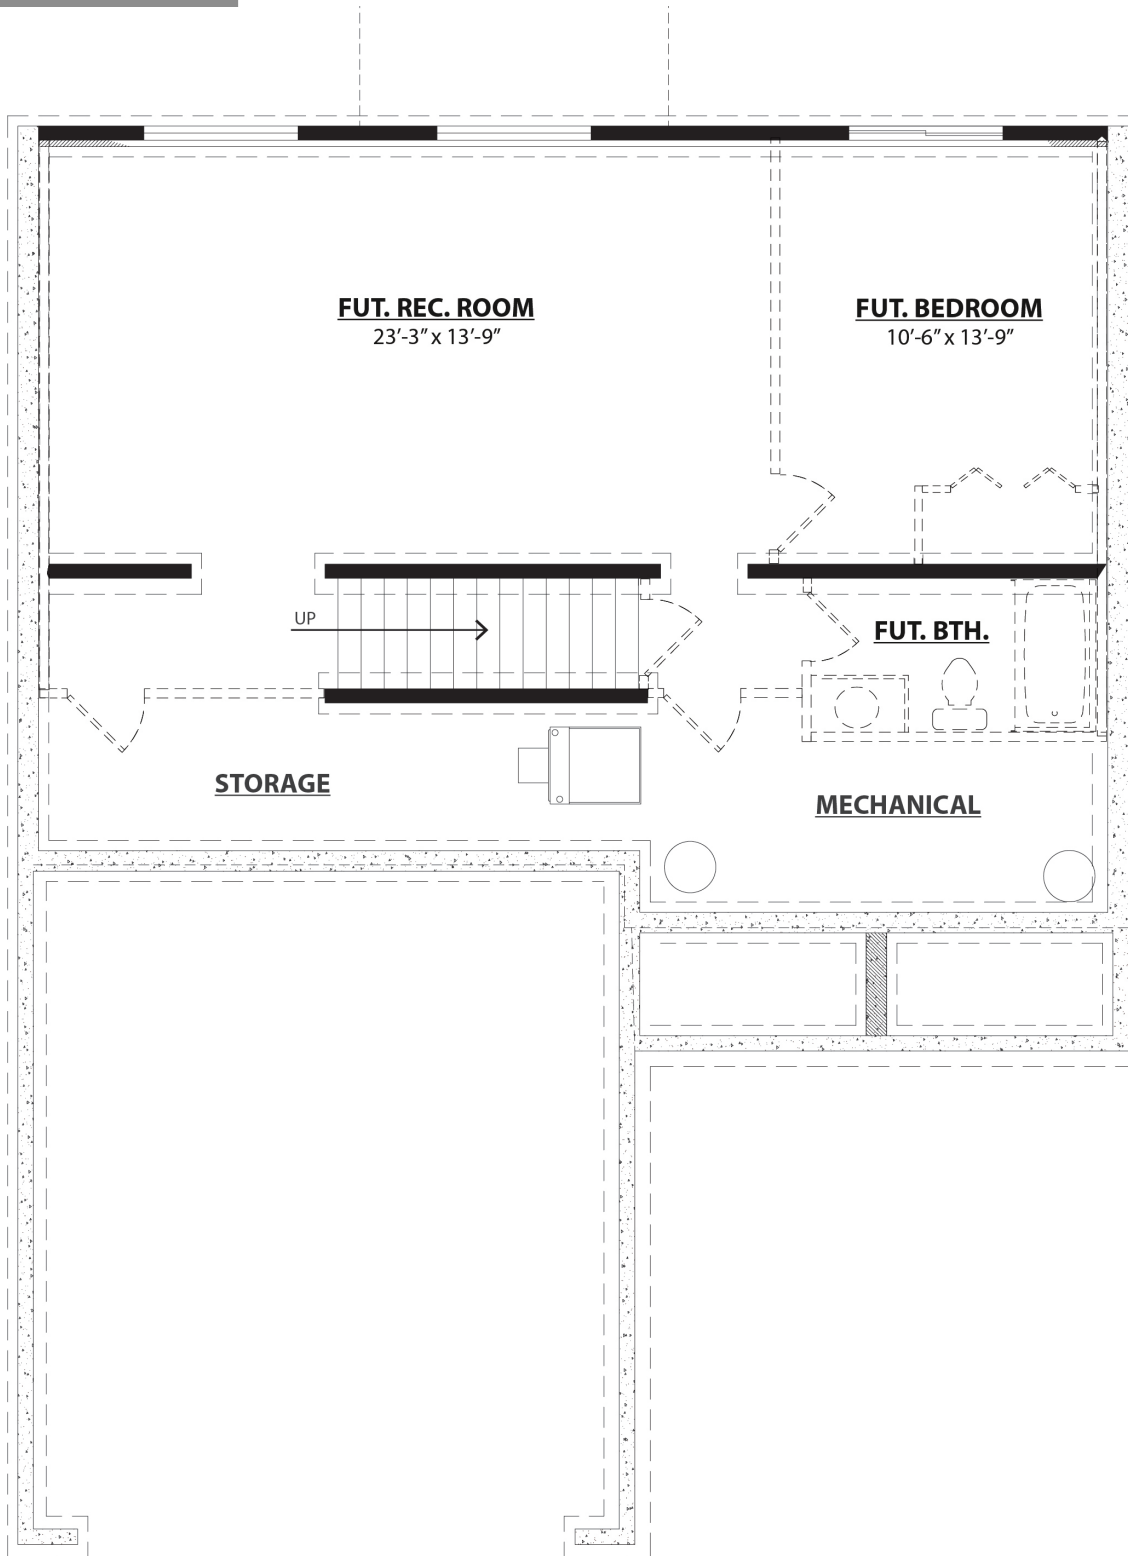 FUT. REC. ROOM
23’-3” x 13’-9”
FUT. BEDROOM
10’-6” x 13’-9”
UP
FUT. BTH.
STORAGE
MECHANICAL